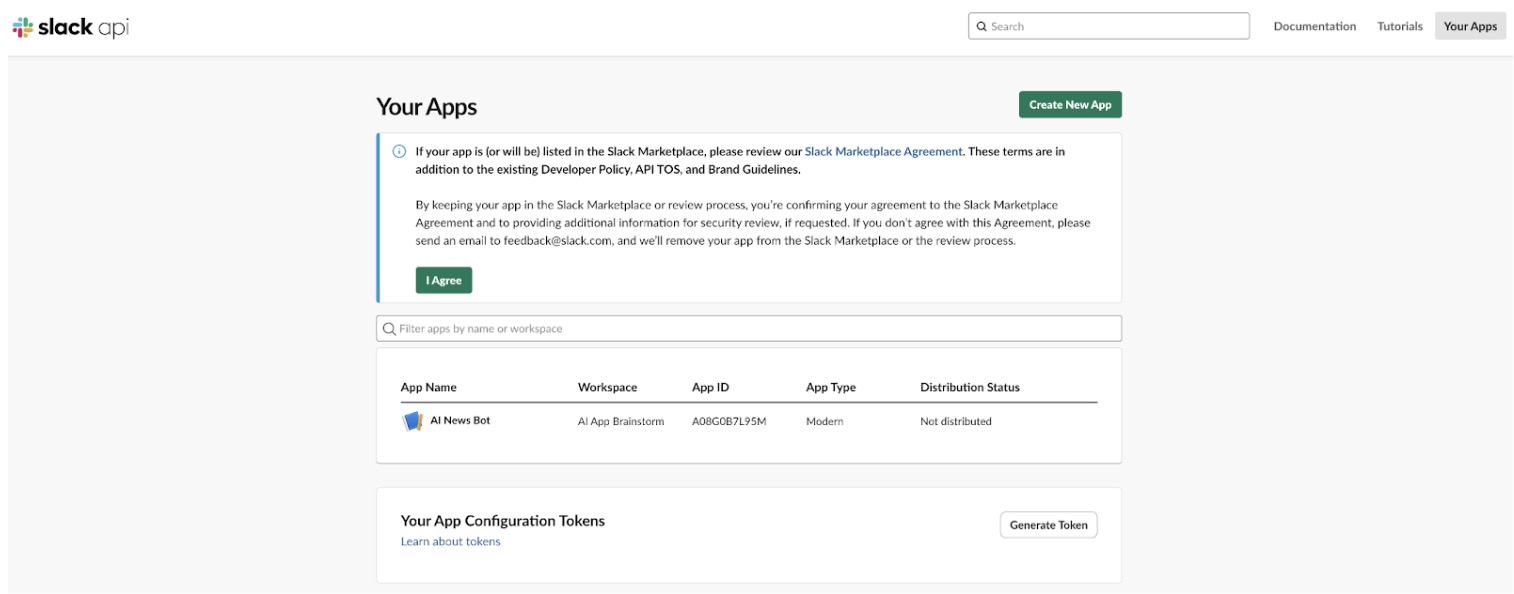 slack api
Search
Documentation
Tutorials
Your Apps
Your Apps
Create New App
If your app is (or will be) listed in the Slack Marketplace, please review our Slack Marketplace Agreement. These terms are in
addition to the existing Developer Policy, API TOS, and Brand Guidelines.
By keeping your app in the Slack Marketplace or review process, you're confirming your agreement to the Slack Marketplace
Agreement and to providing additional information for security review, if requested. If you don't agree with this Agreement, please
send an email to feedback@slack.com, and we'll remove your app from the Slack Marketplace or the review process.
I Agree
Filter apps by name or workspace
App Name Workspace App ID App Type Distribution Status
AI News Bot AI App Brainstorm A08G0B7L95M Modern Not distributed
Your App Configuration Tokens
Generate Token
Learn about tokens